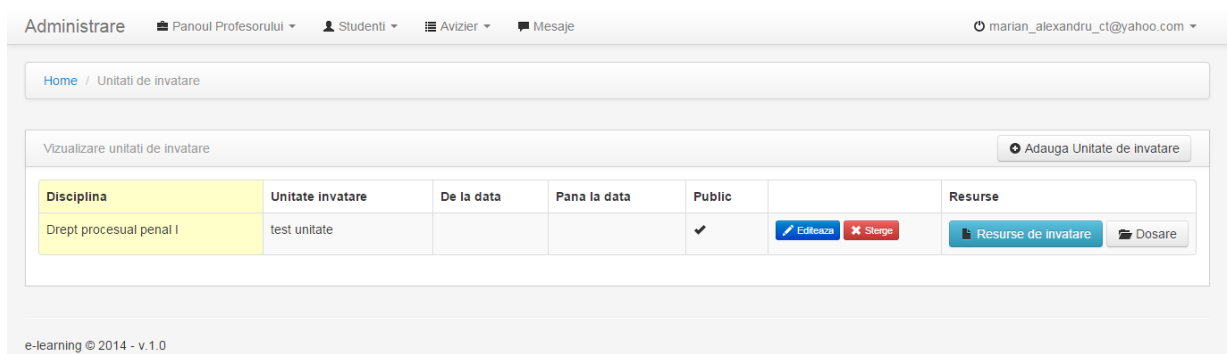 Administrare Panoul Profesorului Studenti Avizier Mesaje marian_alexandru_ct@yahoo.com
Home / Unitati de invatare
Vizualizare unitati de invatare Adauga Unitate de invatare
Disciplina Unitate invatare De la data Pana la data Public Resurse
Drept procesual penal I test unitate Editeaza Sterge Resurse de invatare Dosare
e-learning © 2014 - v.1.0